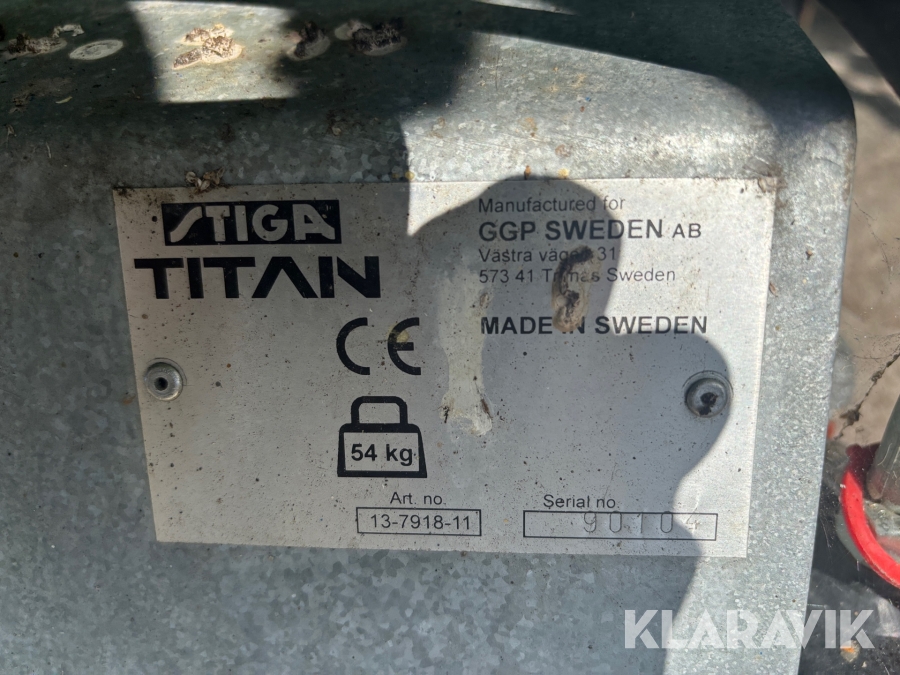 STIGA
TITAN
Manufactured for
GGP SWEDEN AB
Västra vägen 31
573 41 Tranås Sweden
MADE IN SWEDEN
CE
54 kg
Art. no.
13-7918-11
Serial no.
90104
KLARAVIK